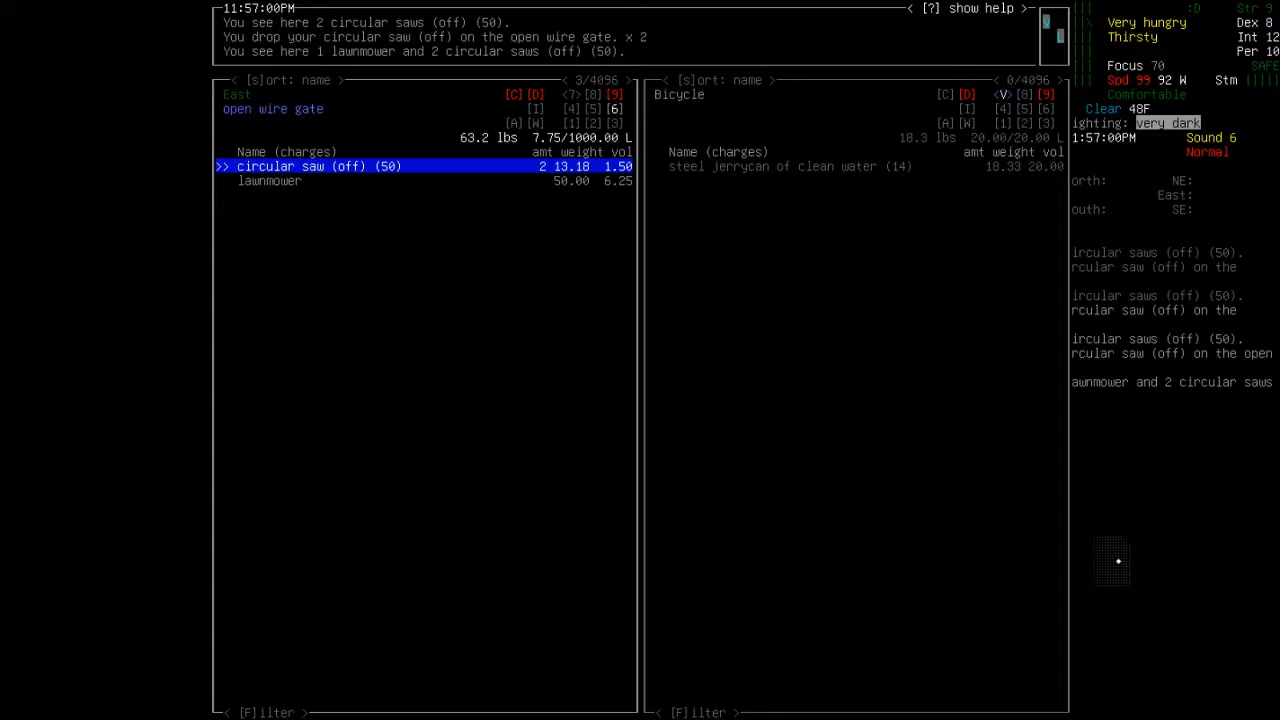 11:57:00PM < [?] show help >
You see here 2 circular saws (off) (50).
You drop your circular saw (off) on the open wire gate. x 2
You see here 1 lawnmower and 2 circular saws (off) (50).
V
L
:D Str 9
Very hungry Dex 8
Thirsty Int 12
Per 10
Focus 70 SAFE
Spd 99 92 W Stm
Comfortable
Clear 48F
ighting: very dark
1:57:00PM Sound 6
Normal
orth: NE:
East:
outh: SE:
ircular saws (off) (50).
rcular saw (off) on the
ircular saws (off) (50).
rcular saw (off) on the
ircular saws (off) (50).
rcular saw (off) on the open
awnmower and 2 circular saws
< [s]ort: name > < 3/4096 >
East [C] [D] <7> [8] [9]
open wire gate [I] [4] [5] [6]
[A] [W] [1] [2] [3]
63.2 lbs 7.75/1000.00 L
Name (charges) amt weight vol
>> circular saw (off) (50) 2 13.18 1.50
lawnmower 50.00 6.25
< [F]ilter >
< [s]ort: name > < 0/4096 >
Bicycle [C] [D] <V> [8] [9]
[I] [4] [5] [6]
[A] [W] [1] [2] [3]
18.3 lbs 20.00/20.00 L
Name (charges) amt weight vol
steel jerrycan of clean water (14) 18.33 20.00
< [F]ilter >